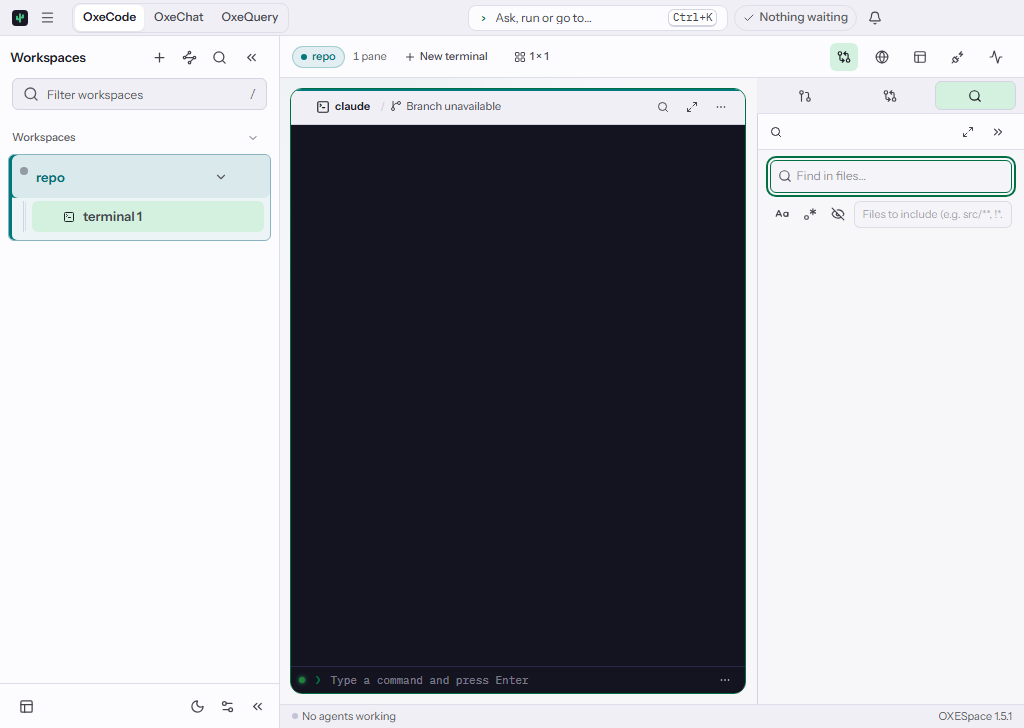 OxeCode OxeChat OxeQuery › Ask, run or go to... Ctrl+K Nothing waiting
Workspaces
Filter workspaces /
Workspaces
repo
terminal 1
repo 1 pane + New terminal 1×1
claude / Branch unavailable
Find in files...
Aa .* Files to include (e.g. src/**, !*.
❯ Type a command and press Enter
No agents working
OXESpace 1.5.1